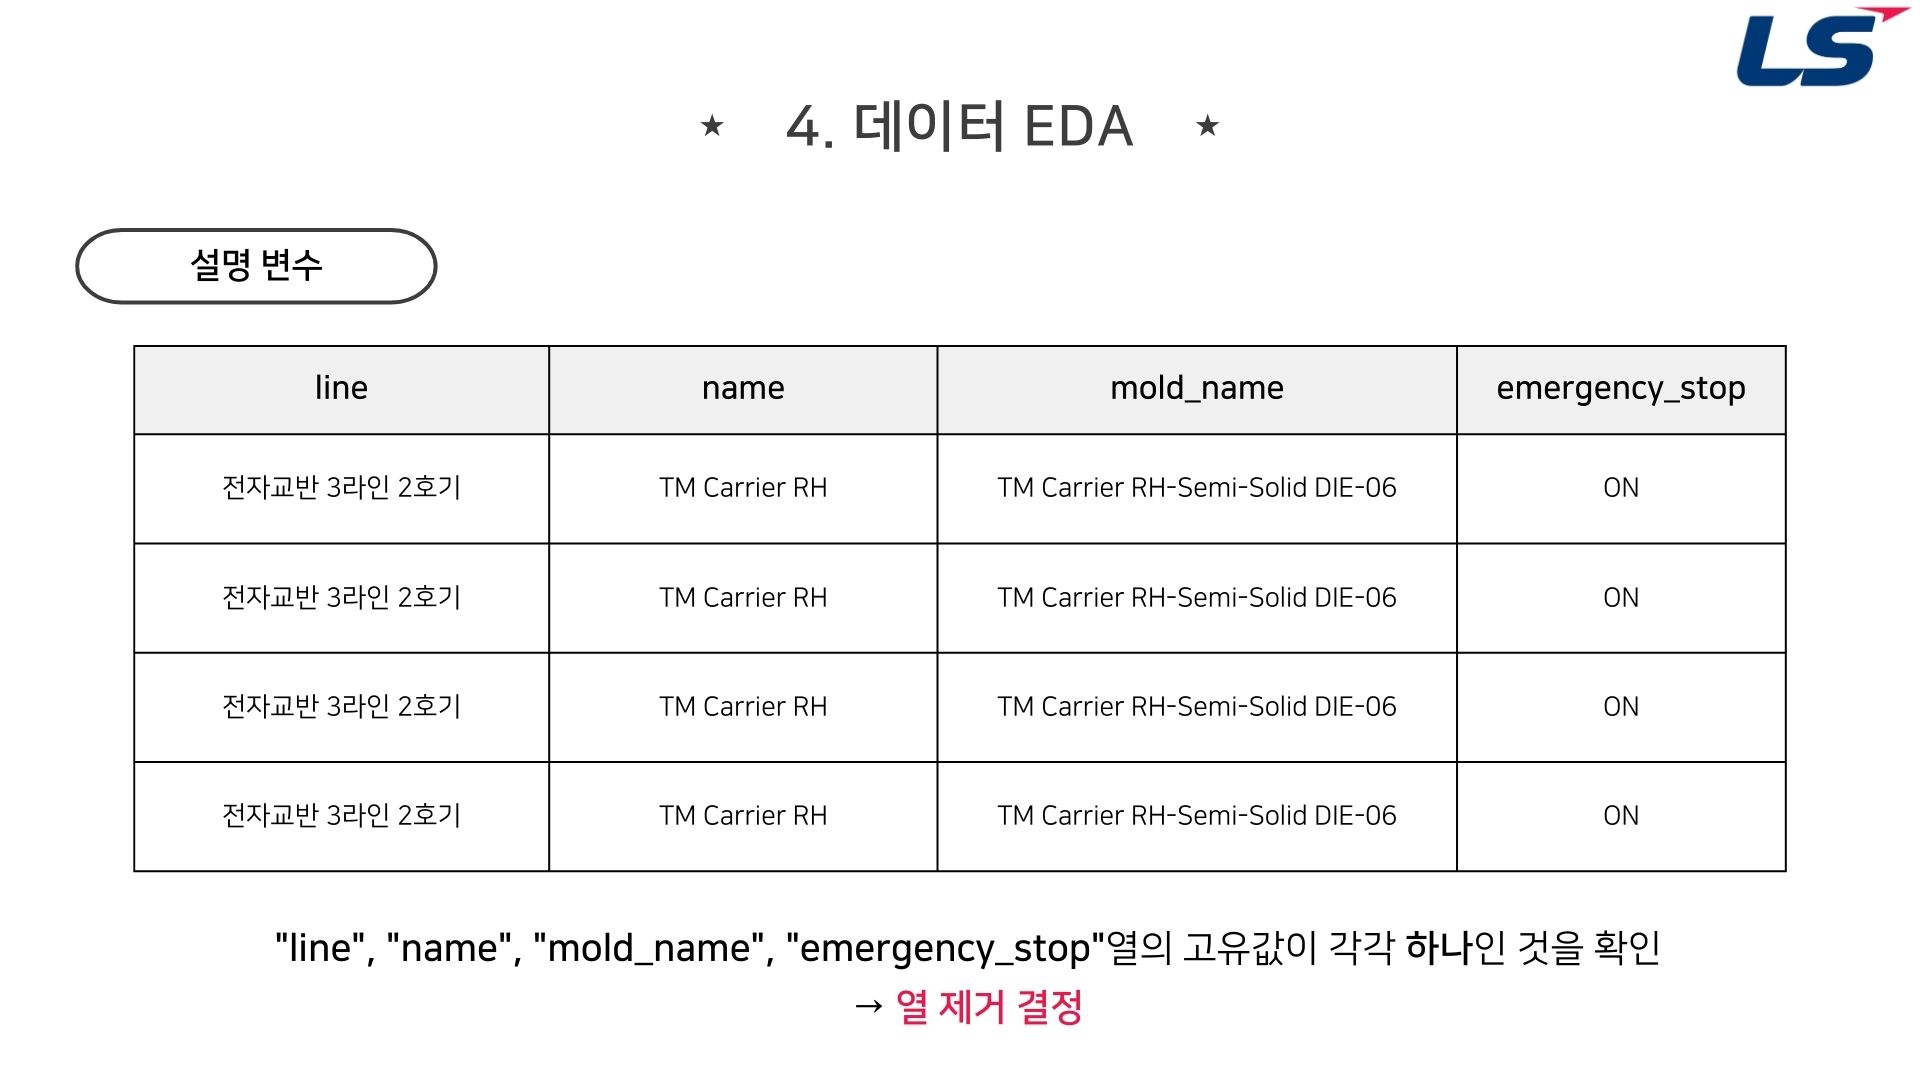 LS
★ 4. 데이터 EDA ★
설명 변수
line name mold_name emergency_stop
전자교반 3라인 2호기 TM Carrier RH TM Carrier RH-Semi-Solid DIE-06 ON
전자교반 3라인 2호기 TM Carrier RH TM Carrier RH-Semi-Solid DIE-06 ON
전자교반 3라인 2호기 TM Carrier RH TM Carrier RH-Semi-Solid DIE-06 ON
전자교반 3라인 2호기 TM Carrier RH TM Carrier RH-Semi-Solid DIE-06 ON
"line", "name", "mold_name", "emergency_stop"열의 고유값이 각각 하나인 것을 확인
→ 열 제거 결정